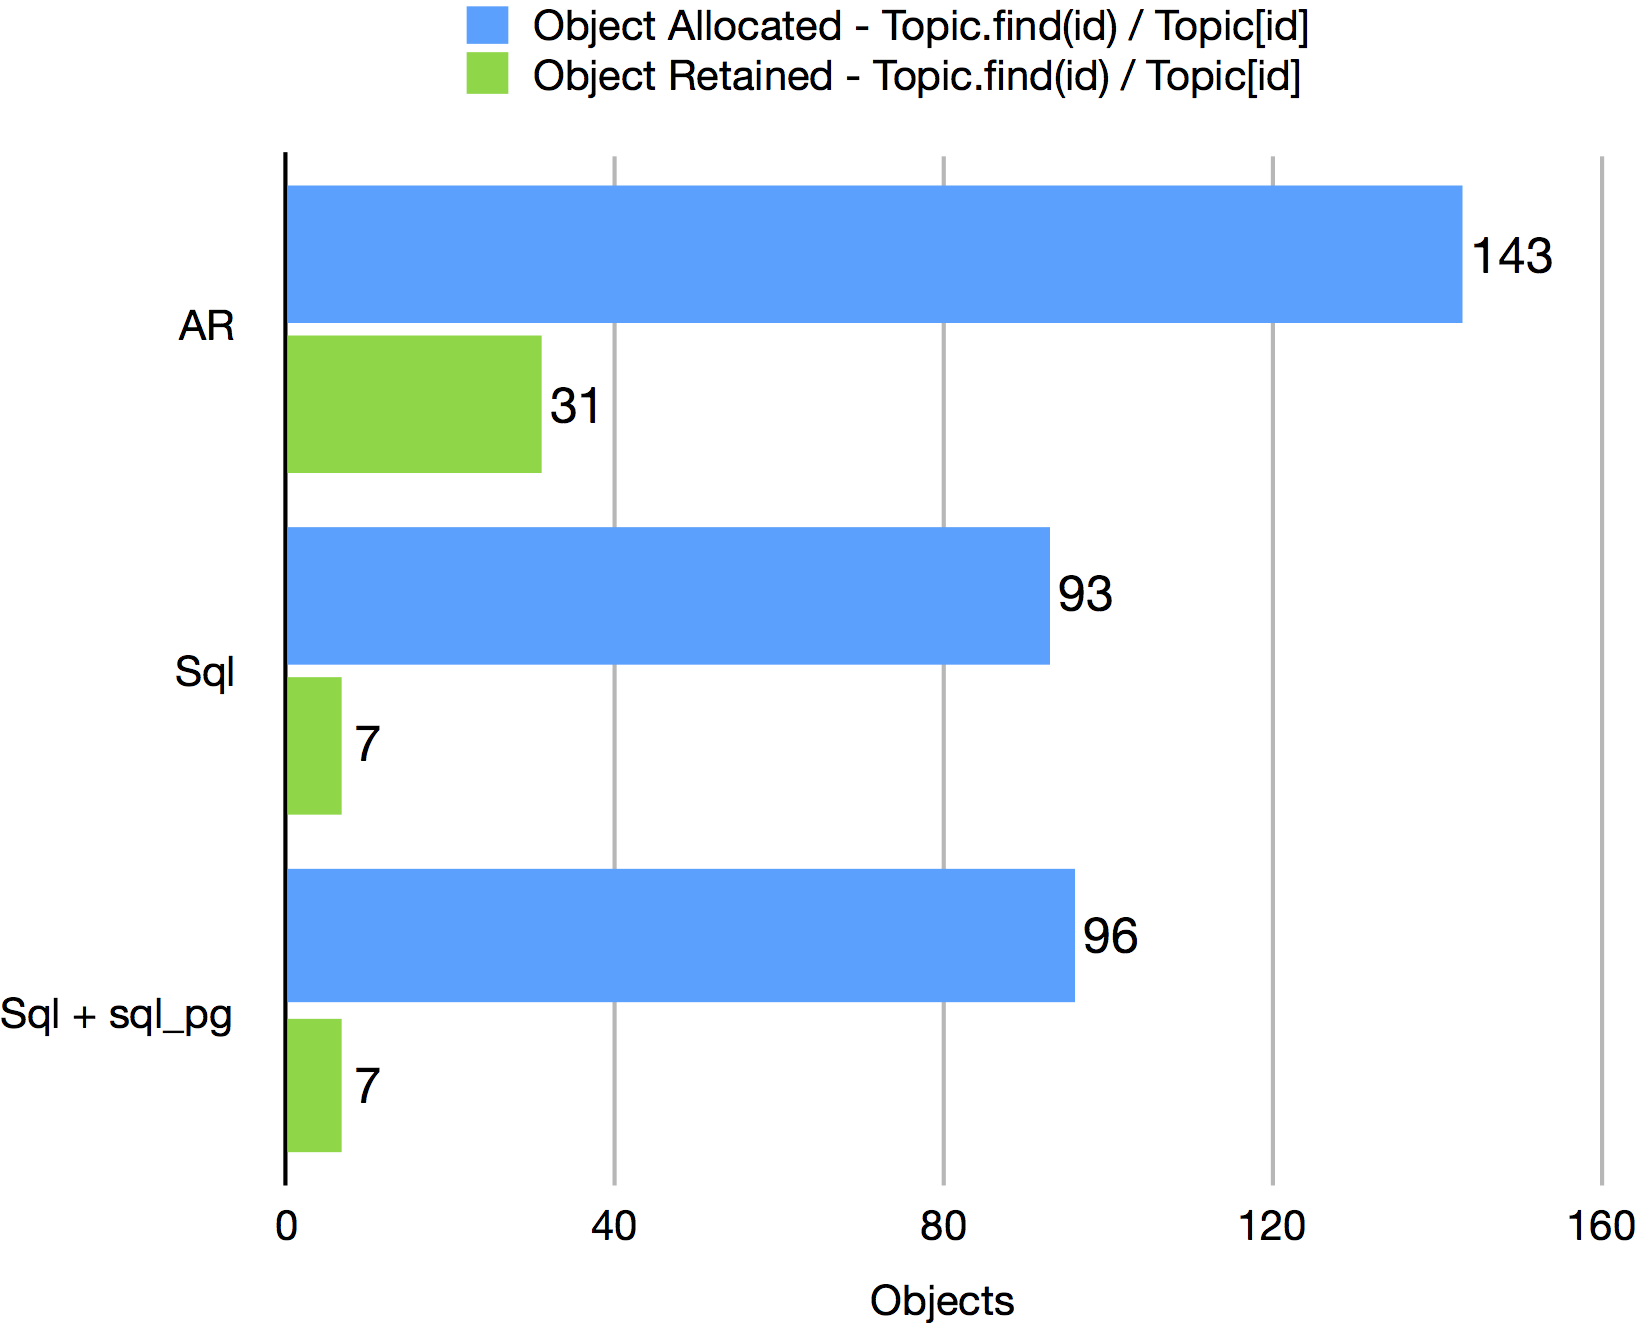 Object Allocated - Topic.find(id) / Topic[id]
Object Retained - Topic.find(id) / Topic[id]
143
AR
31
93
Sql
7
96
Sql + sql_pg
7
0 40 80 120 160
Objects